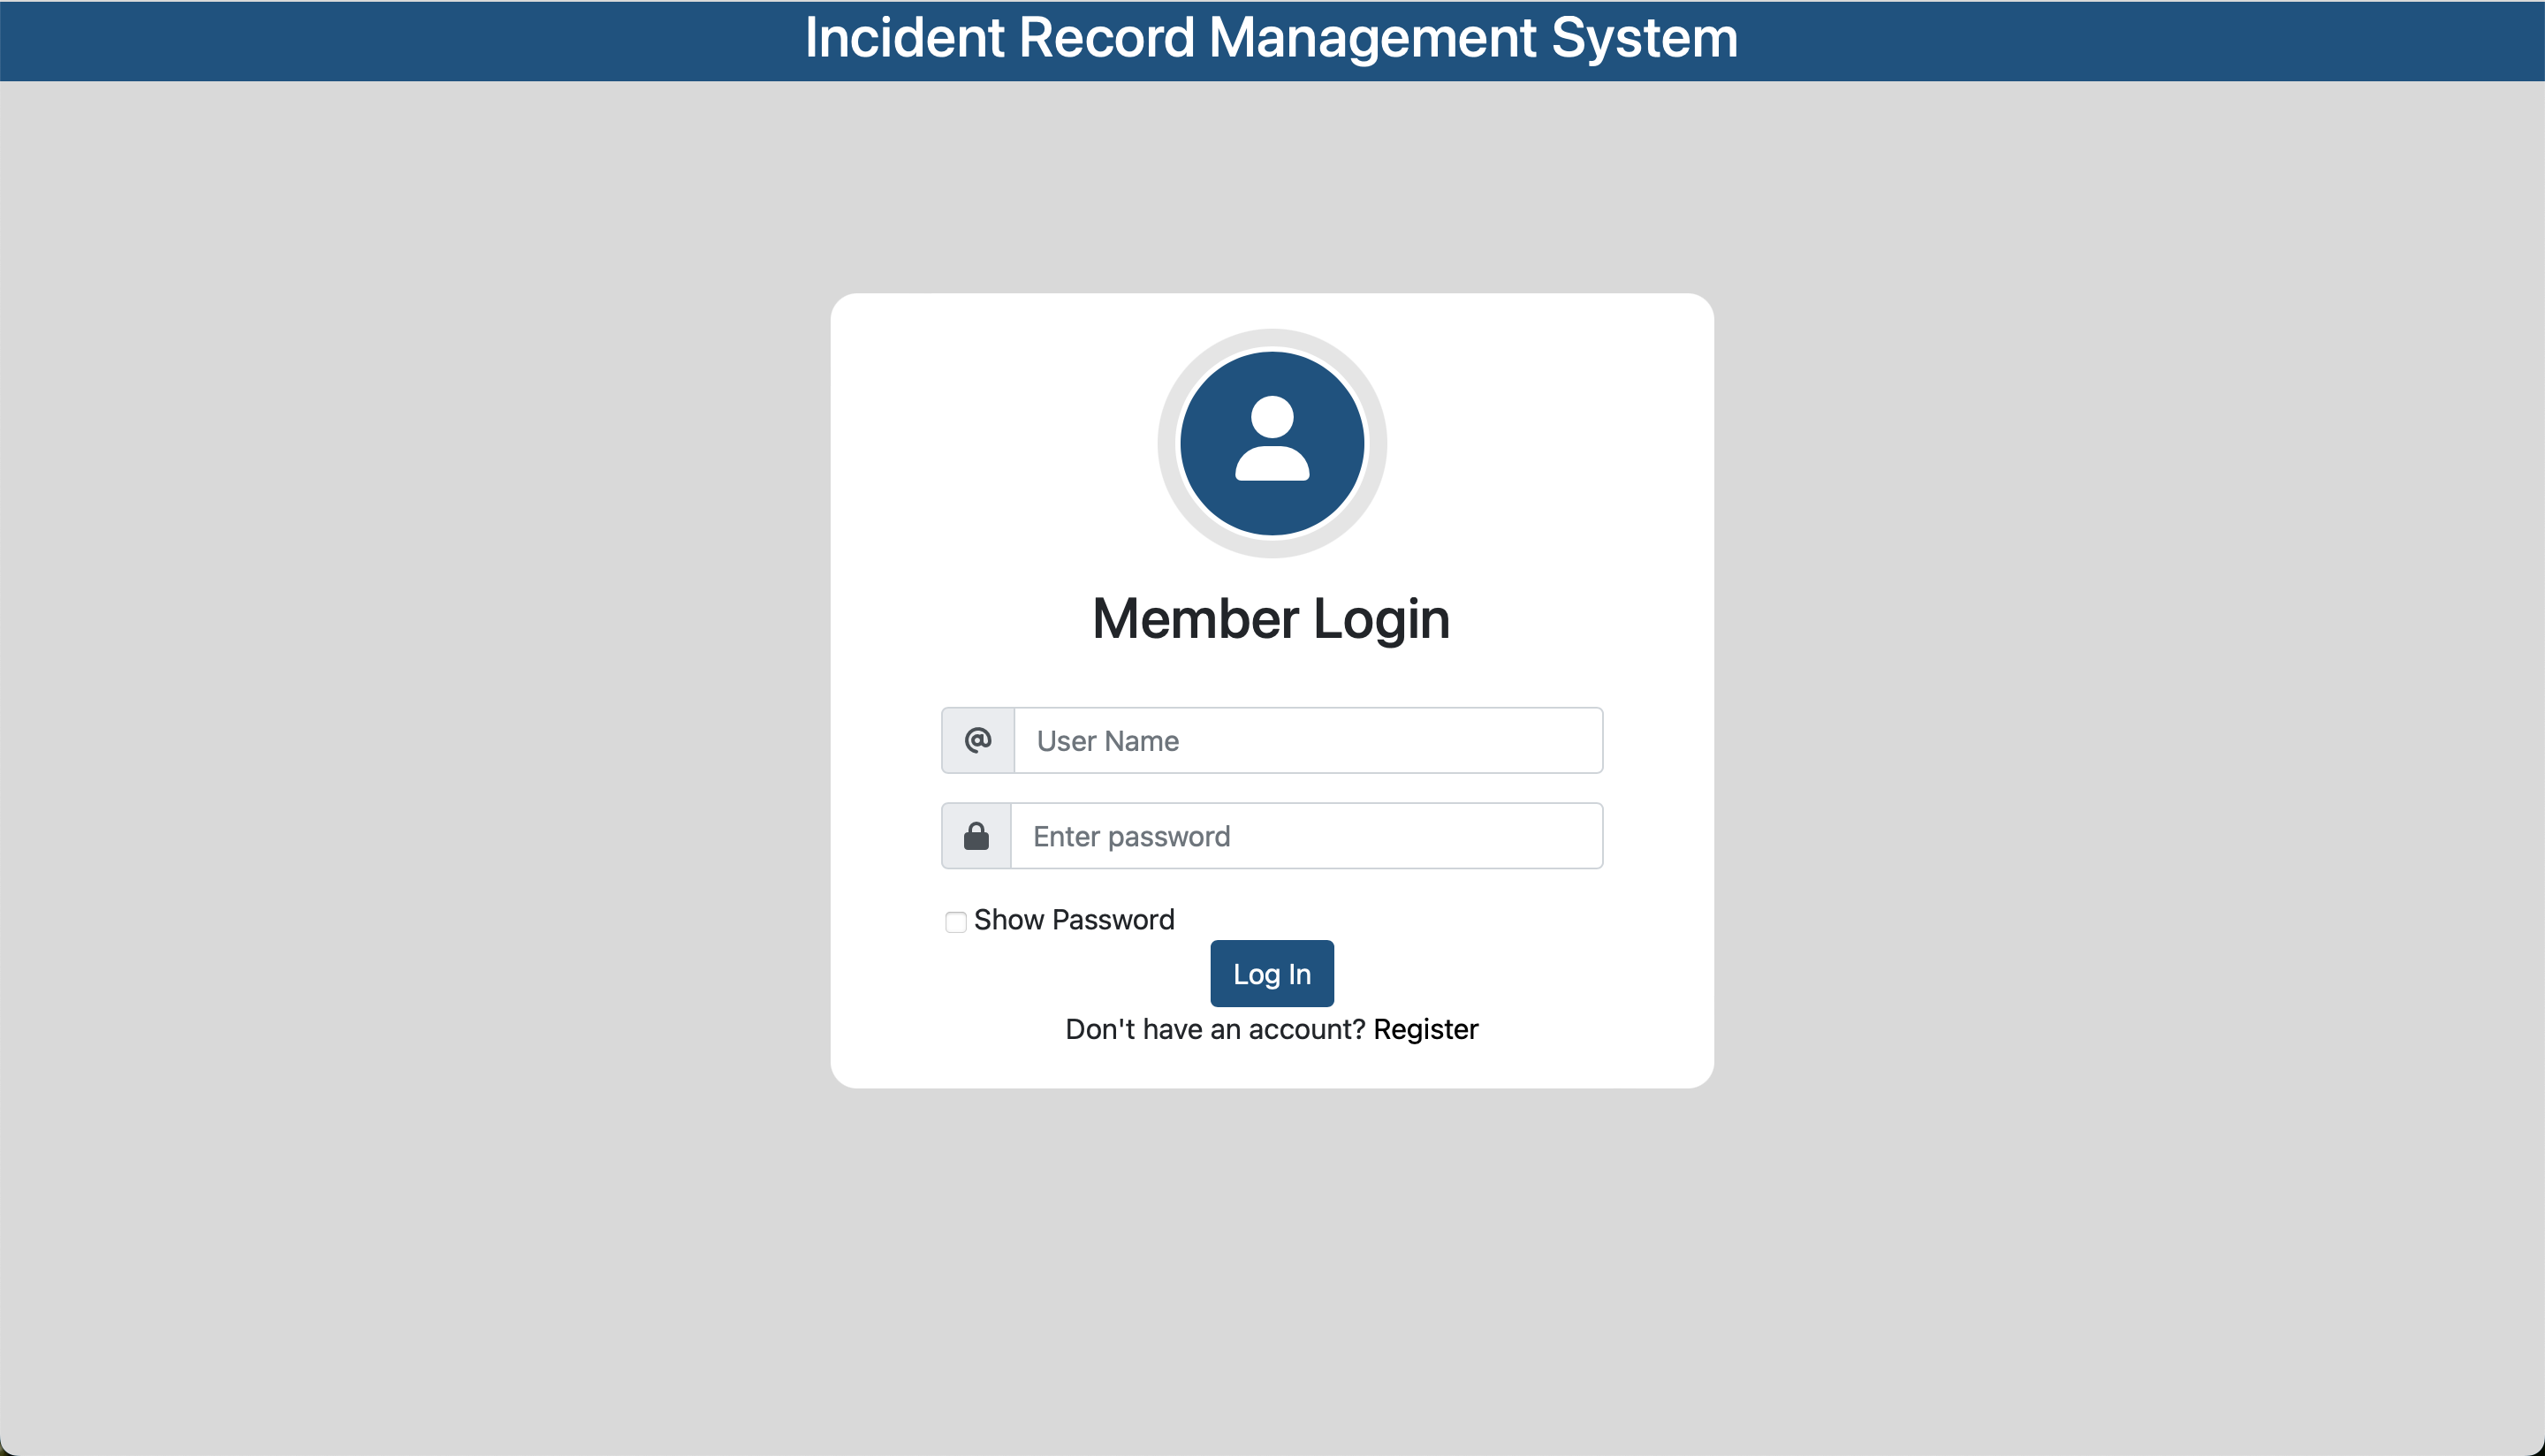 Incident Record Management System
Member Login
@ User Name
Enter password
Show Password
Log In
Don't have an account? Register